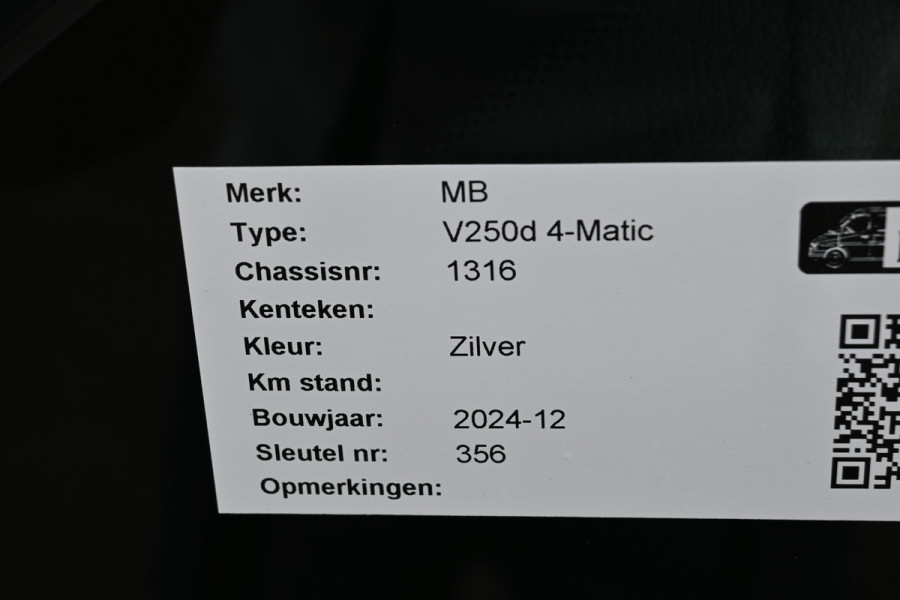 Merk: MB
Type: V250d 4-Matic
Chassisnr: 1316
Kenteken:
Kleur: Zilver
Km stand:
Bouwjaar: 2024-12
Sleutel nr: 356
Opmerkingen: